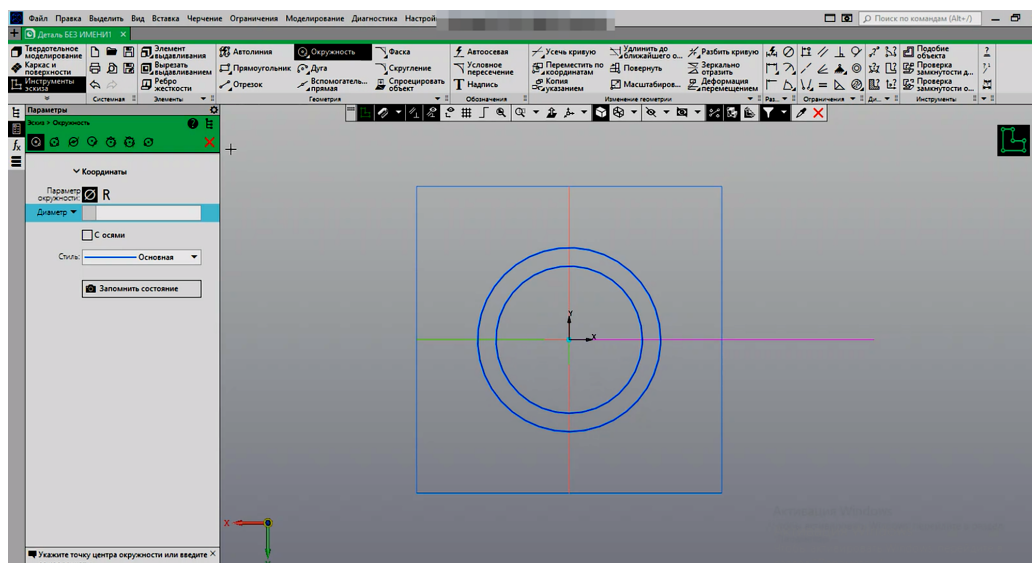 Файл Правка Выделить Вид Вставка Черчение Ограничения Моделирование Диагностика Настрой
Поиск по командам (Alt+/)
Деталь БЕЗ ИМЕНИ1
Твердотельное моделирование
Каркас и поверхности
Инструменты эскиза
Системная
Элемент выдавливания
Вырезать выдавливанием
Ребро жесткости
Элементы
Автолиния
Прямоугольник
Отрезок
Окружность
Дуга
Вспомогатель... прямая
Фаска
Скругление
Спроецировать объект
Геометрия
Автоосевая
Условное пересечение
Надпись
Обозначения
Усечь кривую
Переместить по координатам
Копия указанием
Удлинить до ближайшего о...
Повернуть
Масштабиров...
Разбить кривую
Зеркально отразить
Деформация перемещением
Изменение геометрии
Раз...
Ограничения
Ди...
Подобие объекта
Проверка замкнутости д...
Проверка замкнутости о...
Инструменты
Параметры
Эскиз > Окружность
Координаты
Параметр
окружности:
R
Диаметр
С осями
Стиль:
Основная
Запомнить состояние
Y
X
X
Укажите точку центра окружности или введите